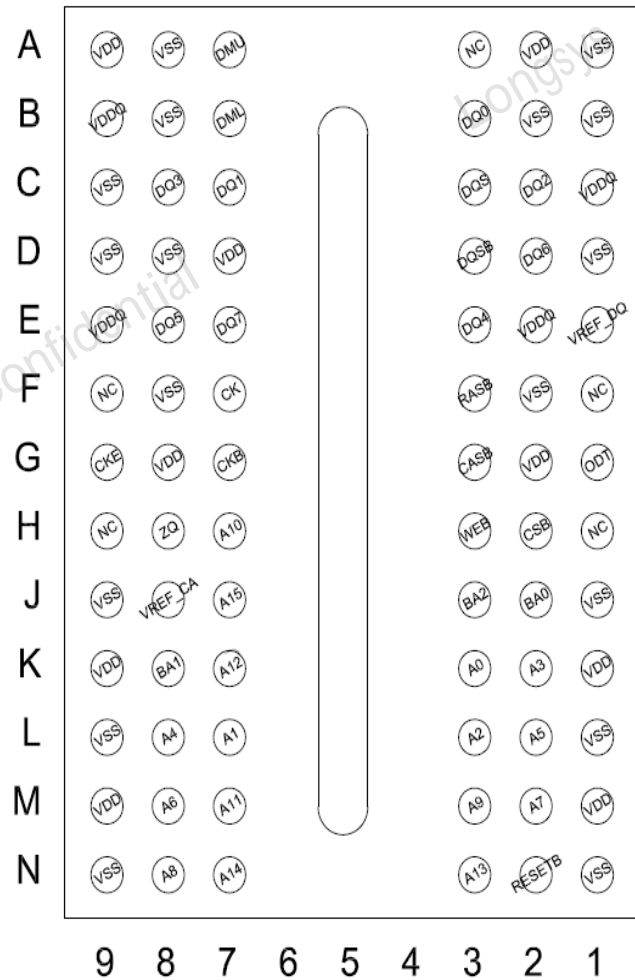 A VDD VSS DMU NC VDD VSS
B VDDQ VSS DML DQ0 VSS VSS
C VSS DQ3 DQ1 DQS DQ2 VDDQ
D VSS VSS VDD DQSB DQ6 VSS
E VDDQ DQ5 DQ7 DQ4 VDDQ VREF_DQ
F NC VSS CK RASB VSS NC
G CKE VDD CKB CASB VDD ODT
H NC ZQ A10 WEB CSB NC
J VSS VREF_CA A15 BA2 BA0 VSS
K VDD BA1 A12 A0 A3 VDD
L VSS A4 A1 A2 A5 VSS
M VDD A6 A11 A9 A7 VDD
N VSS A8 A14 A13 RESETB VSS
9 8 7 6 5 4 3 2 1
Longsys
Confidential